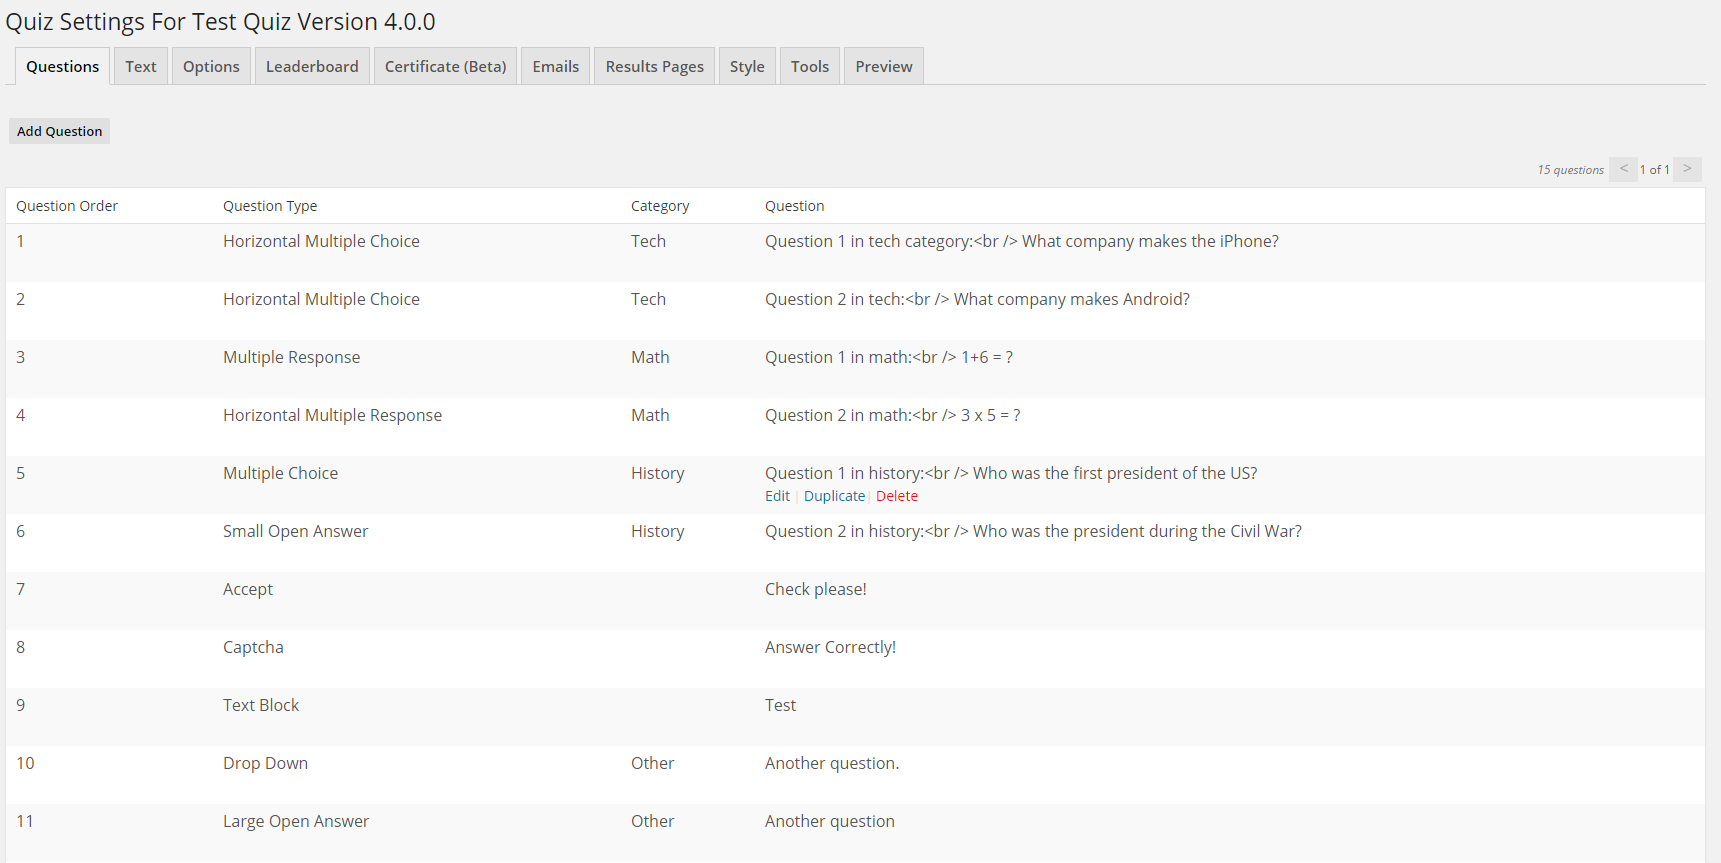 Quiz Settings For Test Quiz Version 4.0.0
Questions Text Options Leaderboard Certificate (Beta) Emails Results Pages Style Tools Preview
Add Question
15 questions < 1 of 1 >
Question Order Question Type Category Question
1 Horizontal Multiple Choice Tech Question 1 in tech category:<br /> What company makes the iPhone?
2 Horizontal Multiple Choice Tech Question 2 in tech:<br /> What company makes Android?
3 Multiple Response Math Question 1 in math:<br /> 1+6 = ?
4 Horizontal Multiple Response Math Question 2 in math:<br /> 3 x 5 = ?
5 Multiple Choice History Question 1 in history:<br /> Who was the first president of the US?
Edit | Duplicate | Delete
6 Small Open Answer History Question 2 in history:<br /> Who was the president during the Civil War?
7 Accept Check please!
8 Captcha Answer Correctly!
9 Text Block Test
10 Drop Down Other Another question.
11 Large Open Answer Other Another question